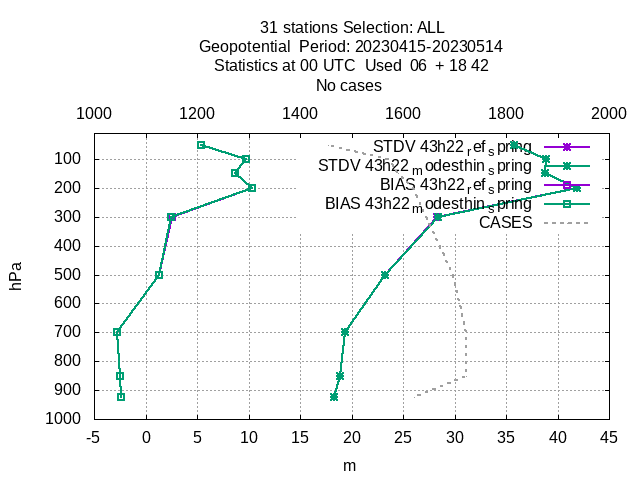 31 stations Selection: ALL
Geopotential Period: 20230415-20230514
Statistics at 00 UTC Used 06 + 18 42
No cases
1000 1200 1400 1600 1800 2000
STDV 43h22_ref_spring
STDV 43h22_modesthin_spring
BIAS 43h22_ref_spring
BIAS 43h22_modesthin_spring
CASES
100
200
300
400
500
600
700
800
900
1000
hPa
-5 0 5 10 15 20 25 30 35 40 45
m